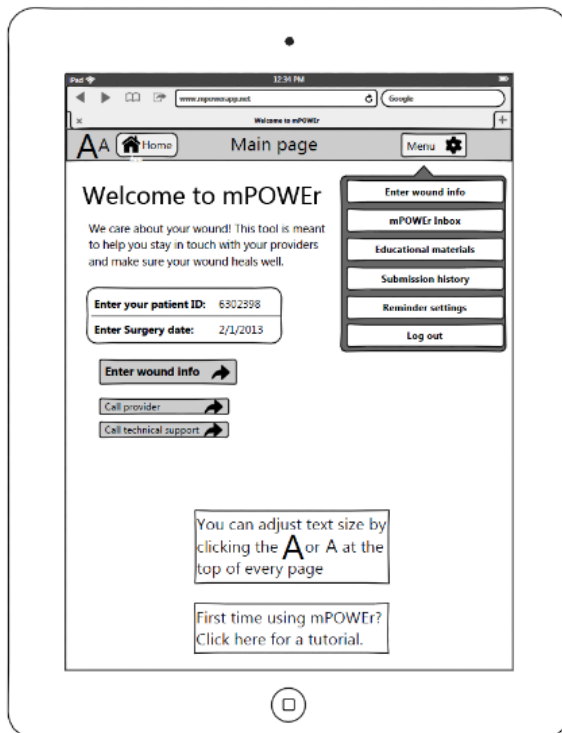 iPad 12:34 PM
www.mpowerapp.net Google
x Welcome to mPOWEr +
A A Home Main page Menu
Welcome to mPOWEr
We care about your wound! This tool is meant
to help you stay in touch with your providers
and make sure your wound heals well.
Enter your patient ID: 6302398
Enter Surgery date: 2/1/2013
Enter wound info
Call provider
Call technical support
Enter wound info
mPOWEr Inbox
Educational materials
Submission history
Reminder settings
Log out
You can adjust text size by
clicking the A or A at the
top of every page
First time using mPOWEr?
Click here for a tutorial.